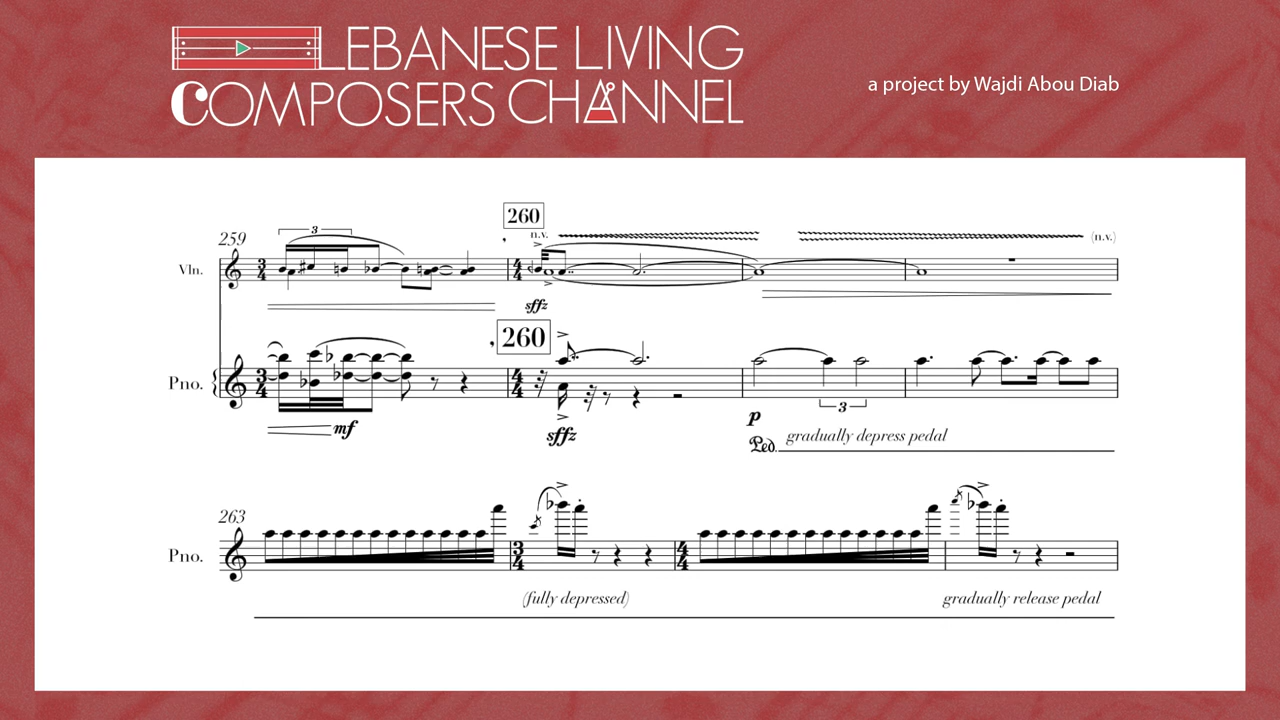 LEBANESE LIVING
COMPOSERS CHANNEL
a project by Wajdi Abou Diab
260
259
3
n.v.
(n.v.)
Vln.
3
4
4
4
sffz
260
Pno.
3
4
4
4
mf
sffz
3
p
Ped.
gradually depress pedal
263
Pno.
3
4
4
4
(fully depressed)
gradually release pedal